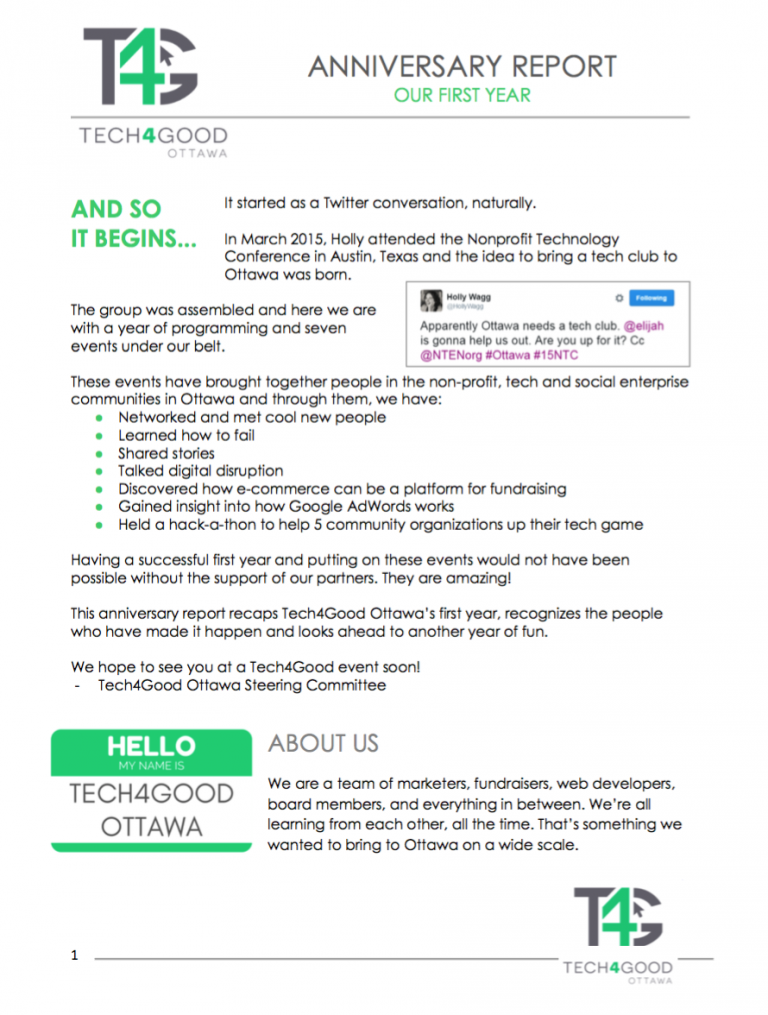 T4G
ANNIVERSARY REPORT
OUR FIRST YEAR
TECH4GOOD
OTTAWA
AND SO
IT BEGINS...
It started as a Twitter conversation, naturally.
In March 2015, Holly attended the Nonprofit Technology
Conference in Austin, Texas and the idea to bring a tech club to
Ottawa was born.
The group was assembled and here we are
with a year of programming and seven
events under our belt.
Holly Wagg
@HollyWagg
Following
Apparently Ottawa needs a tech club. @elijah
is gonna help us out. Are you up for it? Cc
@NTENorg #Ottawa #15NTC
These events have brought together people in the non-profit, tech and social enterprise
communities in Ottawa and through them, we have:
● Networked and met cool new people
● Learned how to fail
● Shared stories
● Talked digital disruption
● Discovered how e-commerce can be a platform for fundraising
● Gained insight into how Google AdWords works
● Held a hack-a-thon to help 5 community organizations up their tech game
Having a successful first year and putting on these events would not have been
possible without the support of our partners. They are amazing!
This anniversary report recaps Tech4Good Ottawa's first year, recognizes the people
who have made it happen and looks ahead to another year of fun.
We hope to see you at a Tech4Good event soon!
- Tech4Good Ottawa Steering Committee
HELLO
MY NAME IS
TECH4GOOD
OTTAWA
ABOUT US
We are a team of marketers, fundraisers, web developers,
board members, and everything in between. We're all
learning from each other, all the time. That's something we
wanted to bring to Ottawa on a wide scale.
1
T4G
TECH4GOOD
OTTAWA